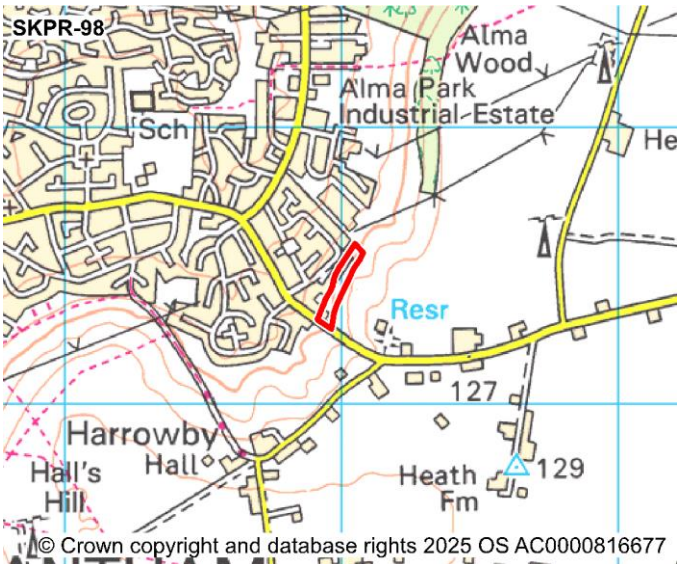 SKPR-98
Alma
Wood
Alma Park
Industrial Estate
Sch
He
Resr
127
Harrowby
Hall
Hall's
Hill
Heath
Fm
129
© Crown copyright and database rights 2025 OS AC0000816677